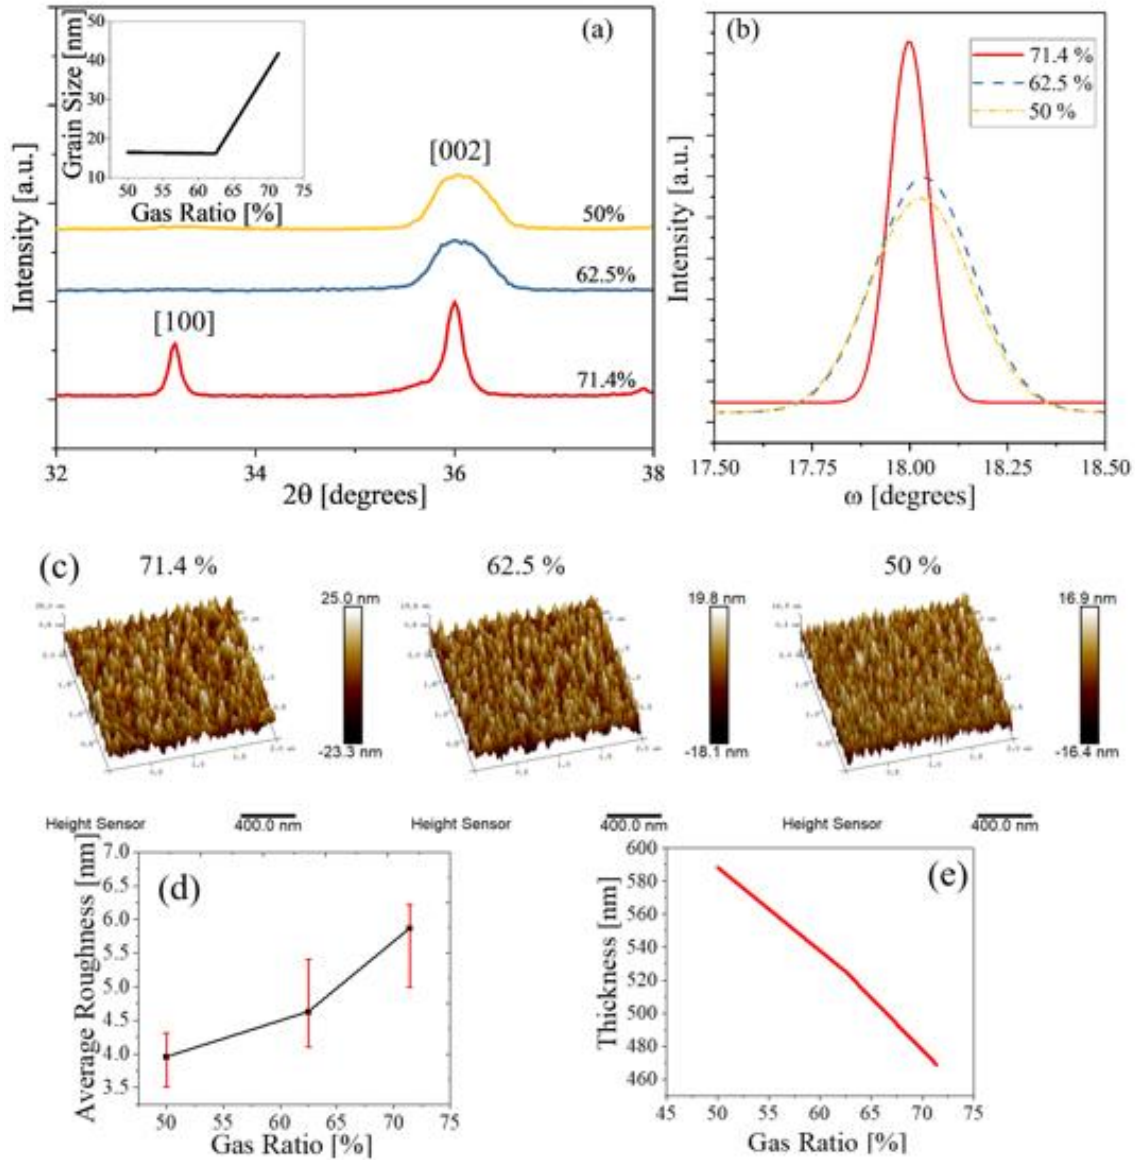 (a)
50
40
30
20
10
Grain Size [nm]
50 55 60 65 70 75
Gas Ratio [%]
[002]
50%
62.5%
[100]
71.4%
Intensity [a.u.]
32 34 36 38
2θ [degrees]
(b)
71.4 %
62.5 %
50 %
Intensity [a.u.]
17.50 17.75 18.00 18.25 18.50
ω [degrees]
(c)
71.4 % 62.5 % 50 %
25.0 nm 19.8 nm 16.9 nm
-23.3 nm -18.1 nm -16.4 nm
Height Sensor 400.0 nm Height Sensor 400.0 nm Height Sensor 400.0 nm
(d)
7.0
6.5
6.0
5.5
5.0
4.5
4.0
3.5
Average Roughness [nm]
50 55 60 65 70 75
Gas Ratio [%]
(e)
600
580
560
540
520
500
480
460
Thickness [nm]
45 50 55 60 65 70 75
Gas Ratio [%]